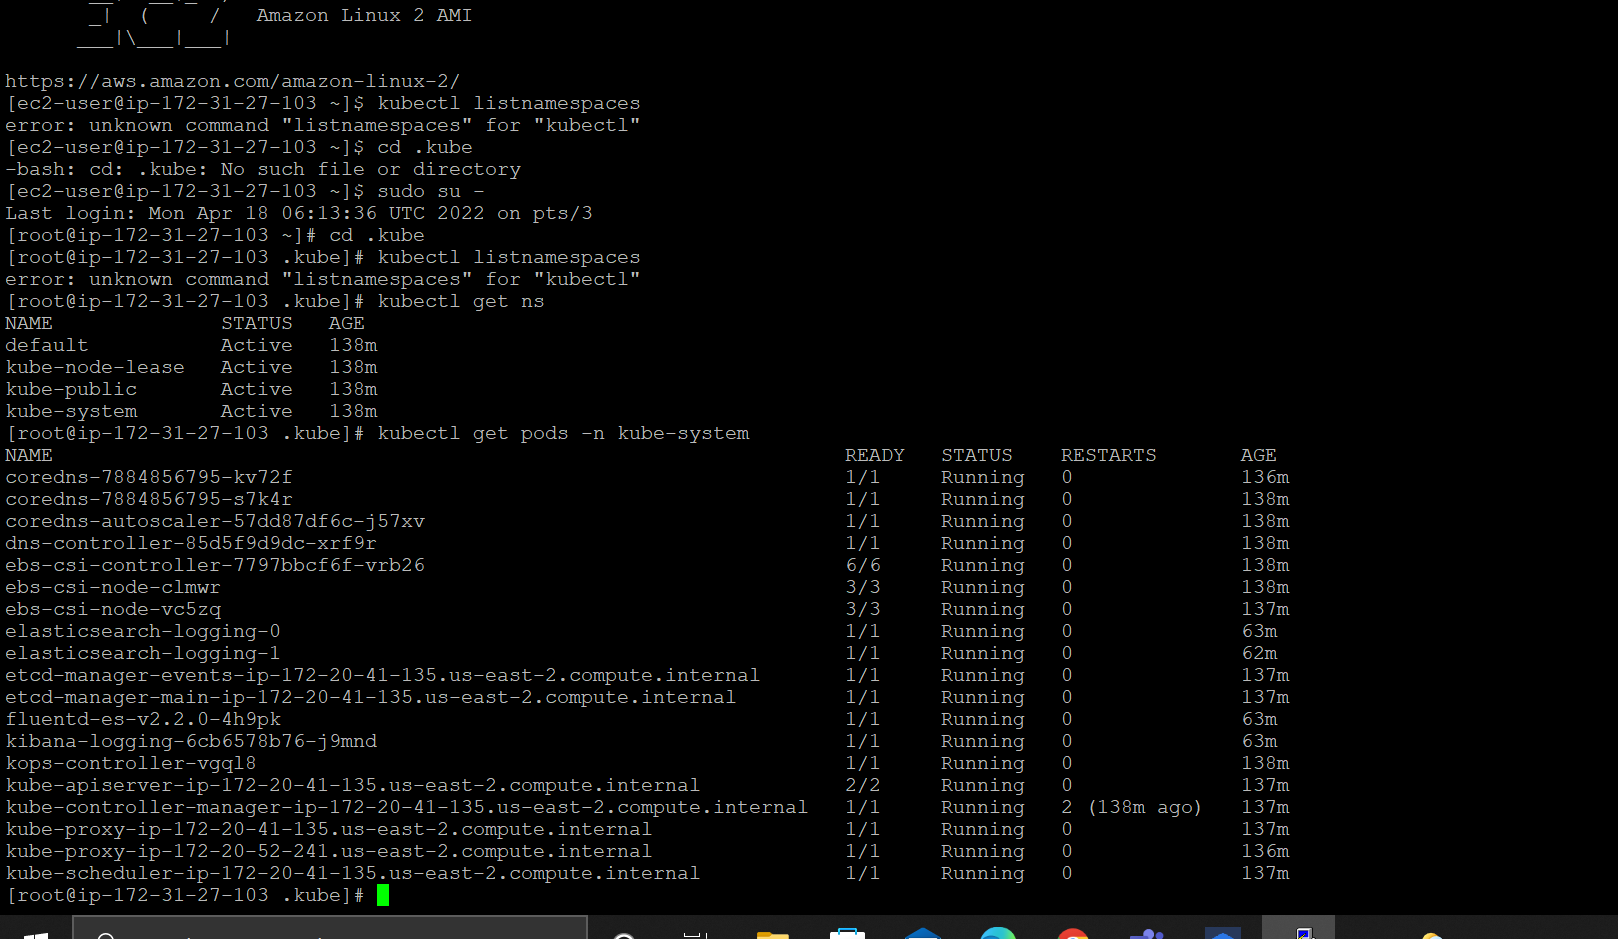 _|  (     /   Amazon Linux 2 AMI
___|\___|___|
https://aws.amazon.com/amazon-linux-2/
[ec2-user@ip-172-31-27-103 ~]$ kubectl listnamespaces
error: unknown command "listnamespaces" for "kubectl"
[ec2-user@ip-172-31-27-103 ~]$ cd .kube
-bash: cd: .kube: No such file or directory
[ec2-user@ip-172-31-27-103 ~]$ sudo su -
Last login: Mon Apr 18 06:13:36 UTC 2022 on pts/3
[root@ip-172-31-27-103 ~]# cd .kube
[root@ip-172-31-27-103 .kube]# kubectl listnamespaces
error: unknown command "listnamespaces" for "kubectl"
[root@ip-172-31-27-103 .kube]# kubectl get ns
NAME              STATUS   AGE
default           Active   138m
kube-node-lease   Active   138m
kube-public       Active   138m
kube-system       Active   138m
[root@ip-172-31-27-103 .kube]# kubectl get pods -n kube-system
NAME                                                                  READY   STATUS    RESTARTS       AGE
coredns-7884856795-kv72f                                              1/1     Running   0              136m
coredns-7884856795-s7k4r                                              1/1     Running   0              138m
coredns-autoscaler-57dd87df6c-j57xv                                   1/1     Running   0              138m
dns-controller-85d5f9d9dc-xrf9r                                       1/1     Running   0              138m
ebs-csi-controller-7797bbcf6f-vrb26                                   6/6     Running   0              138m
ebs-csi-node-clmwr                                                    3/3     Running   0              138m
ebs-csi-node-vc5zq                                                    3/3     Running   0              137m
elasticsearch-logging-0                                               1/1     Running   0              63m
elasticsearch-logging-1                                               1/1     Running   0              62m
etcd-manager-events-ip-172-20-41-135.us-east-2.compute.internal       1/1     Running   0              137m
etcd-manager-main-ip-172-20-41-135.us-east-2.compute.internal         1/1     Running   0              137m
fluentd-es-v2.2.0-4h9pk                                               1/1     Running   0              63m
kibana-logging-6cb6578b76-j9mnd                                       1/1     Running   0              63m
kops-controller-vgql8                                                 1/1     Running   0              138m
kube-apiserver-ip-172-20-41-135.us-east-2.compute.internal            2/2     Running   0              137m
kube-controller-manager-ip-172-20-41-135.us-east-2.compute.internal   1/1     Running   2 (138m ago)   137m
kube-proxy-ip-172-20-41-135.us-east-2.compute.internal                1/1     Running   0              137m
kube-proxy-ip-172-20-52-241.us-east-2.compute.internal                1/1     Running   0              136m
kube-scheduler-ip-172-20-41-135.us-east-2.compute.internal            1/1     Running   0              137m
[root@ip-172-31-27-103 .kube]#